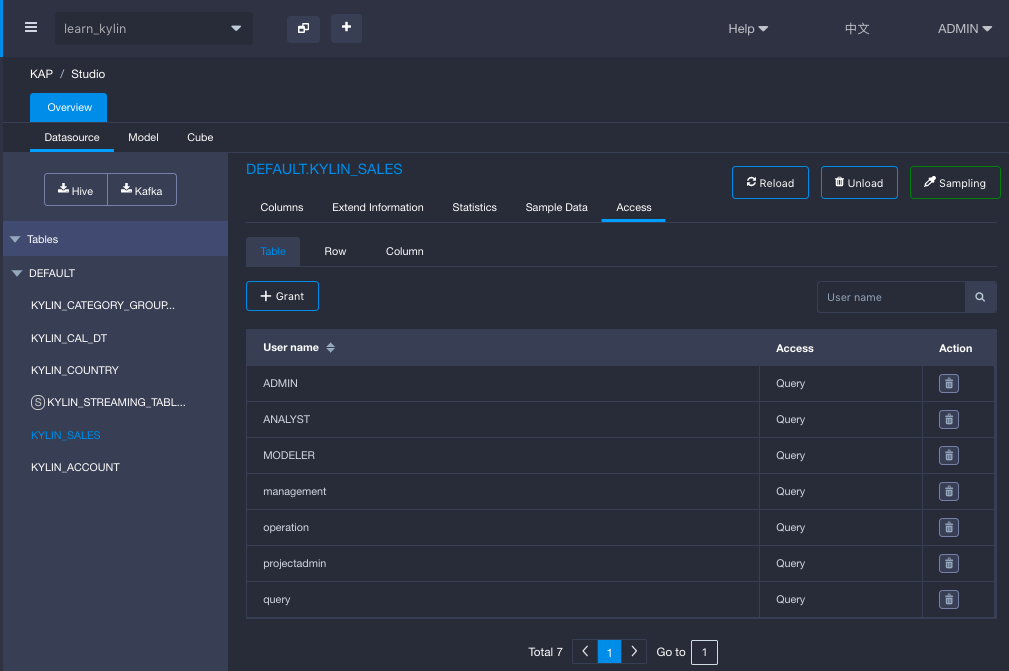 learn_kylin
Help
中文
ADMIN
KAP / Studio
Overview
Datasource Model Cube
Hive Kafka
Tables
DEFAULT
KYLIN_CATEGORY_GROUP...
KYLIN_CAL_DT
KYLIN_COUNTRY
S KYLIN_STREAMING_TABL...
KYLIN_SALES
KYLIN_ACCOUNT
DEFAULT.KYLIN_SALES
Reload Unload Sampling
Columns Extend Information Statistics Sample Data Access
Table Row Column
Grant
User name
User name Access Action
ADMIN Query
ANALYST Query
MODELER Query
management Query
operation Query
projectadmin Query
query Query
Total 7 1 Go to 1